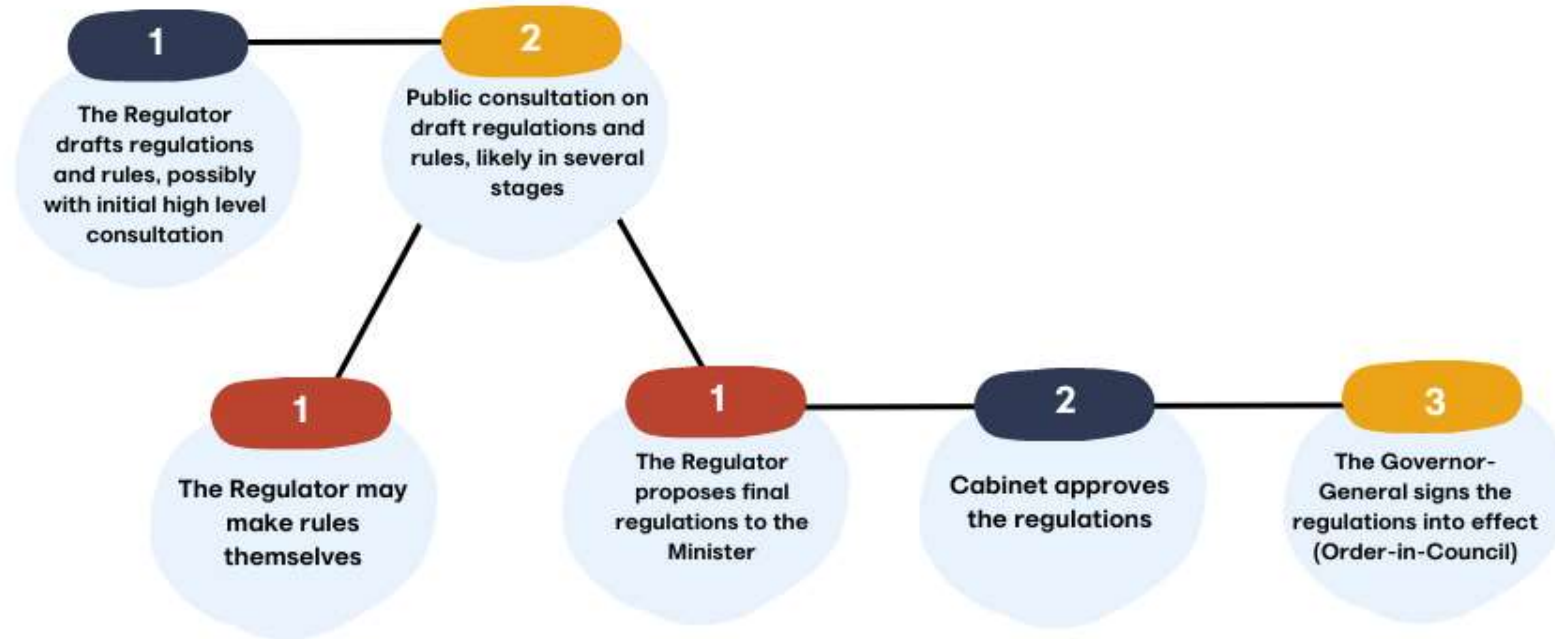 1
The Regulator
drafts regulations
and rules, possibly
with initial high level
consultation
2
Public consultation on
draft regulations and
rules, likely in several
stages
1
The Regulator may
make rules
themselves
1
The Regulator
proposes final
regulations to the
Minister
2
Cabinet approves
the regulations
3
The Governor-
General signs the
regulations into effect
(Order-in-Council)